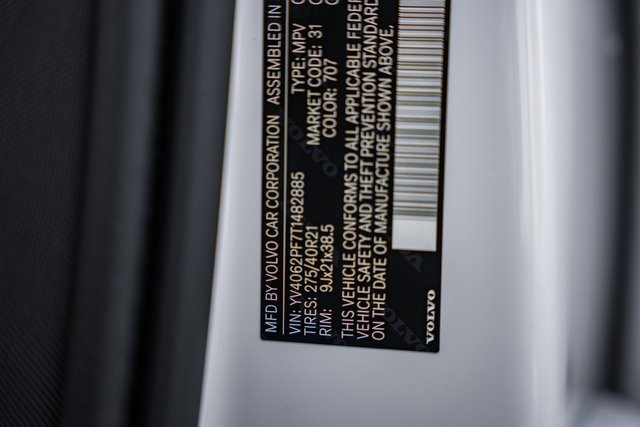 MFD BY VOLVO CAR CORPORATION ASSEMBLED IN
VIN: YV4062PF7T1482885 TYPE: MPV
TIRES: 275/40R21 MARKET CODE: 31
RIM: 9Jx21x38.5 COLOR: 707
THIS VEHICLE CONFORMS TO ALL APPLICABLE
VEHICLE SAFETY AND THEFT PREVENTION STANDARD
ON THE DATE OF MANUFACTURE SHOWN ABOVE.
VOLVO